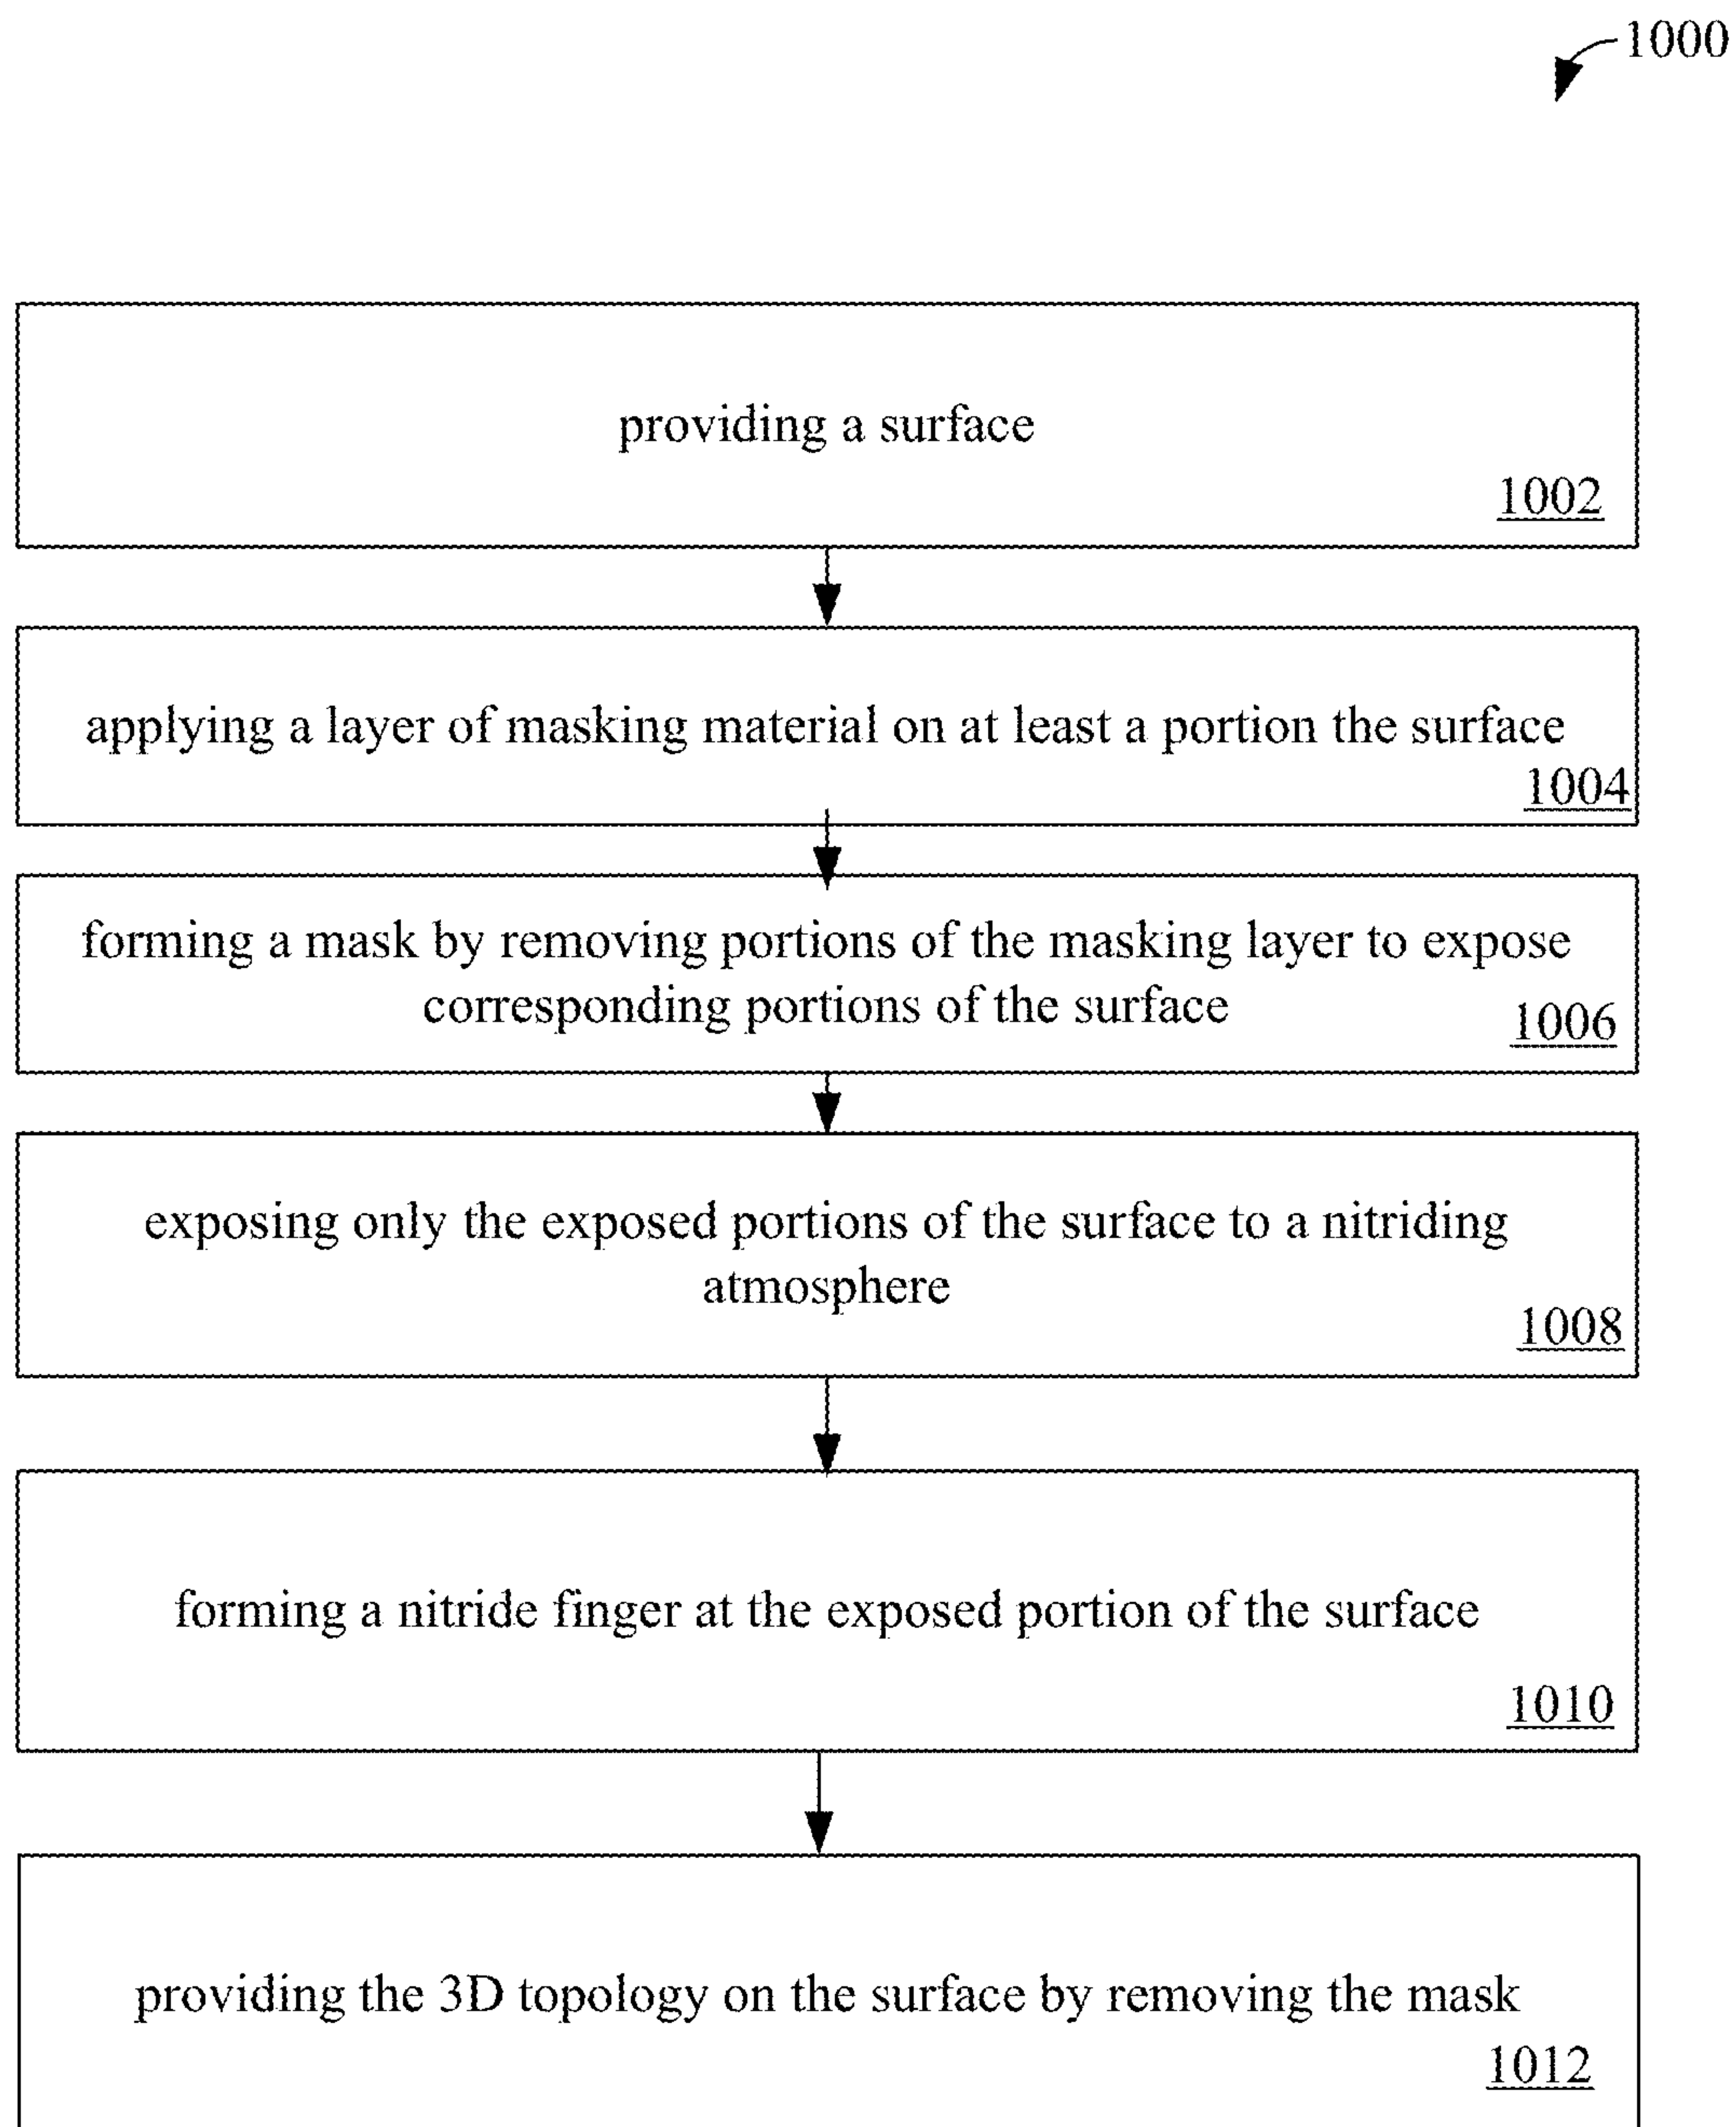 1000
providing a surface
1002
applying a layer of masking material on at least a portion the surface
1004
forming a mask by removing portions of the masking layer to expose
corresponding portions of the surface
1006
exposing only the exposed portions of the surface to a nitriding
atmosphere
1008
forming a nitride finger at the exposed portion of the surface
1010
providing the 3D topology on the surface by removing the mask
1012